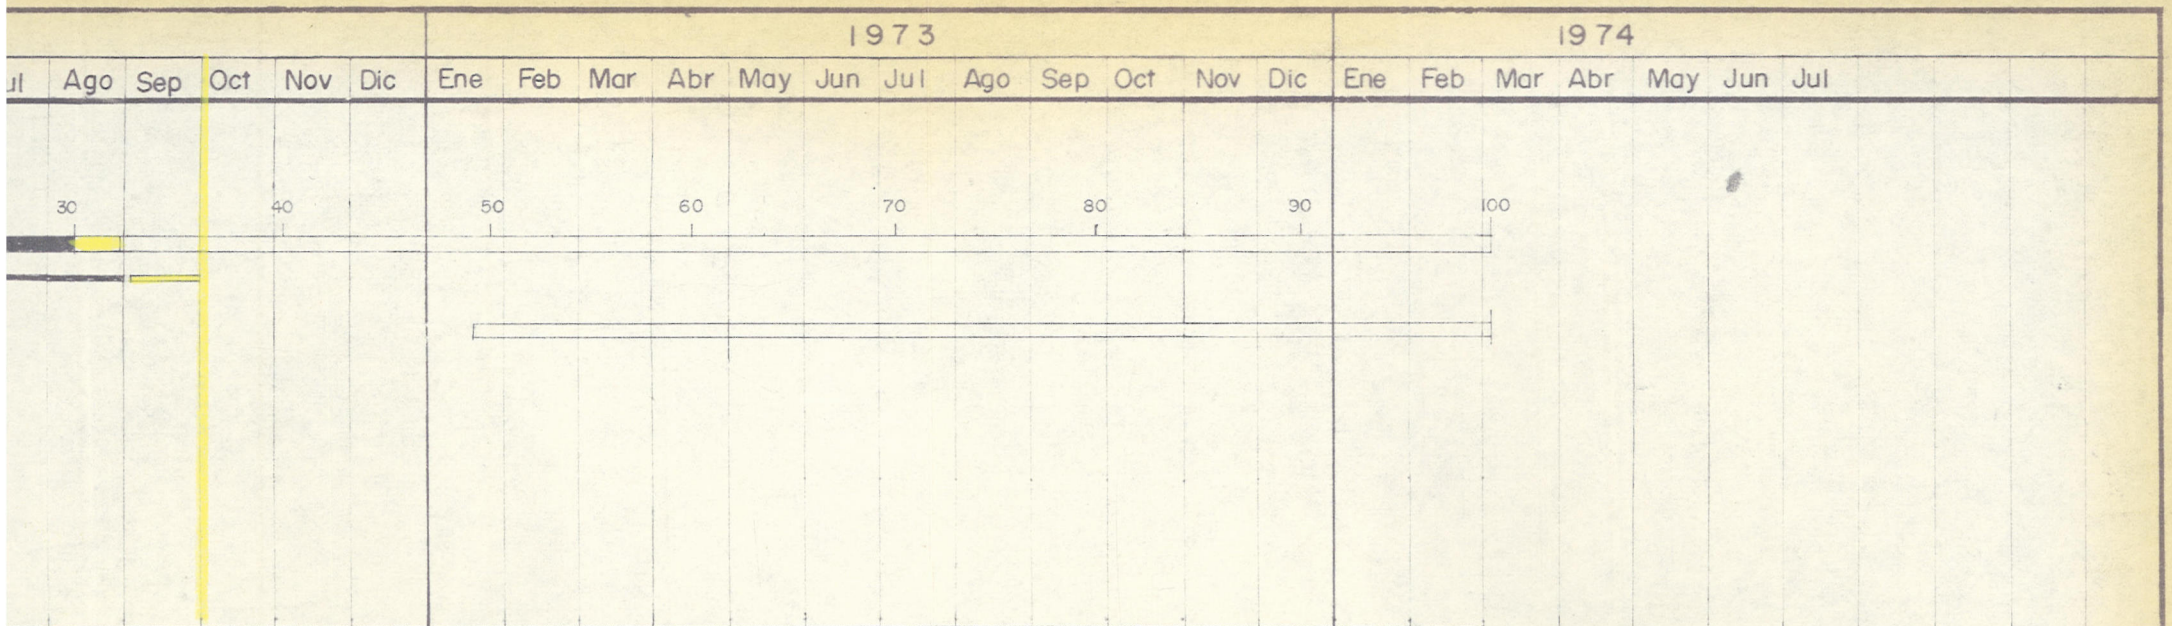 1973 1974
Ago Sep Oct Nov Dic Ene Feb Mar Abr May Jun Jul Ago Sep Oct Nov Dic Ene Feb Mar Abr May Jun Jul
30 40 50 60 70 80 90 100